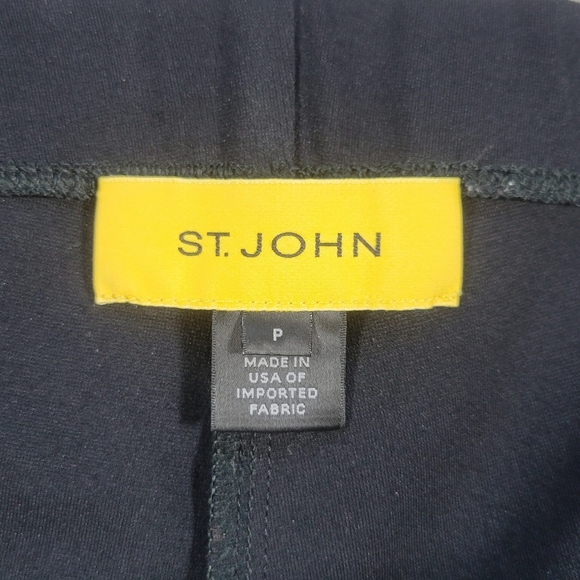 ST. JOHN
P
MADE IN
USA OF
IMPORTED
FABRIC